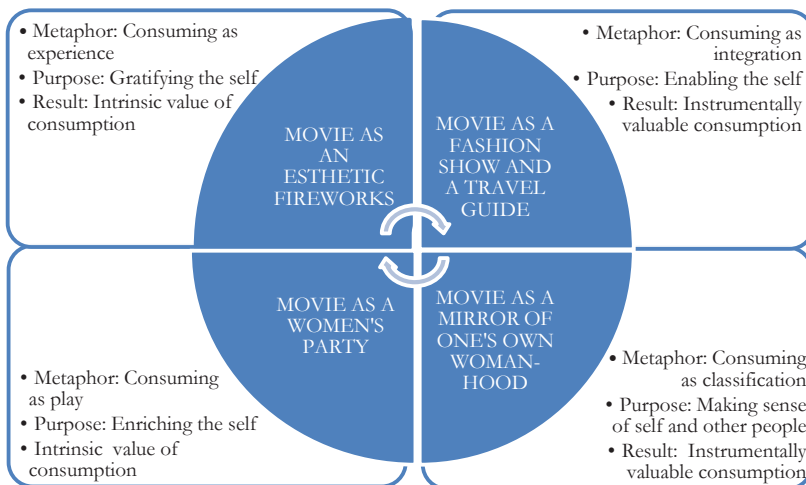 • Metaphor: Consuming as
experience
• Purpose: Gratifying the self
• Result: Intrinsic value of
consumption
MOVIE AS
AN
ESTHETIC
FIREWORKS
MOVIE AS A
FASHION
SHOW AND
A TRAVEL
GUIDE
• Metaphor: Consuming as
integration
• Purpose: Enabling the self
• Result: Instrumentally
valuable consumption
MOVIE AS A
WOMEN'S
PARTY
MOVIE AS A
MIRROR OF
ONE'S OWN
WOMAN-
HOOD
• Metaphor: Consuming
as play
• Purpose: Enriching the self
• Intrinsic value of
consumption
• Metaphor: Consuming
as classification
• Purpose: Making sense
of self and other people
• Result: Instrumentally
valuable consumption